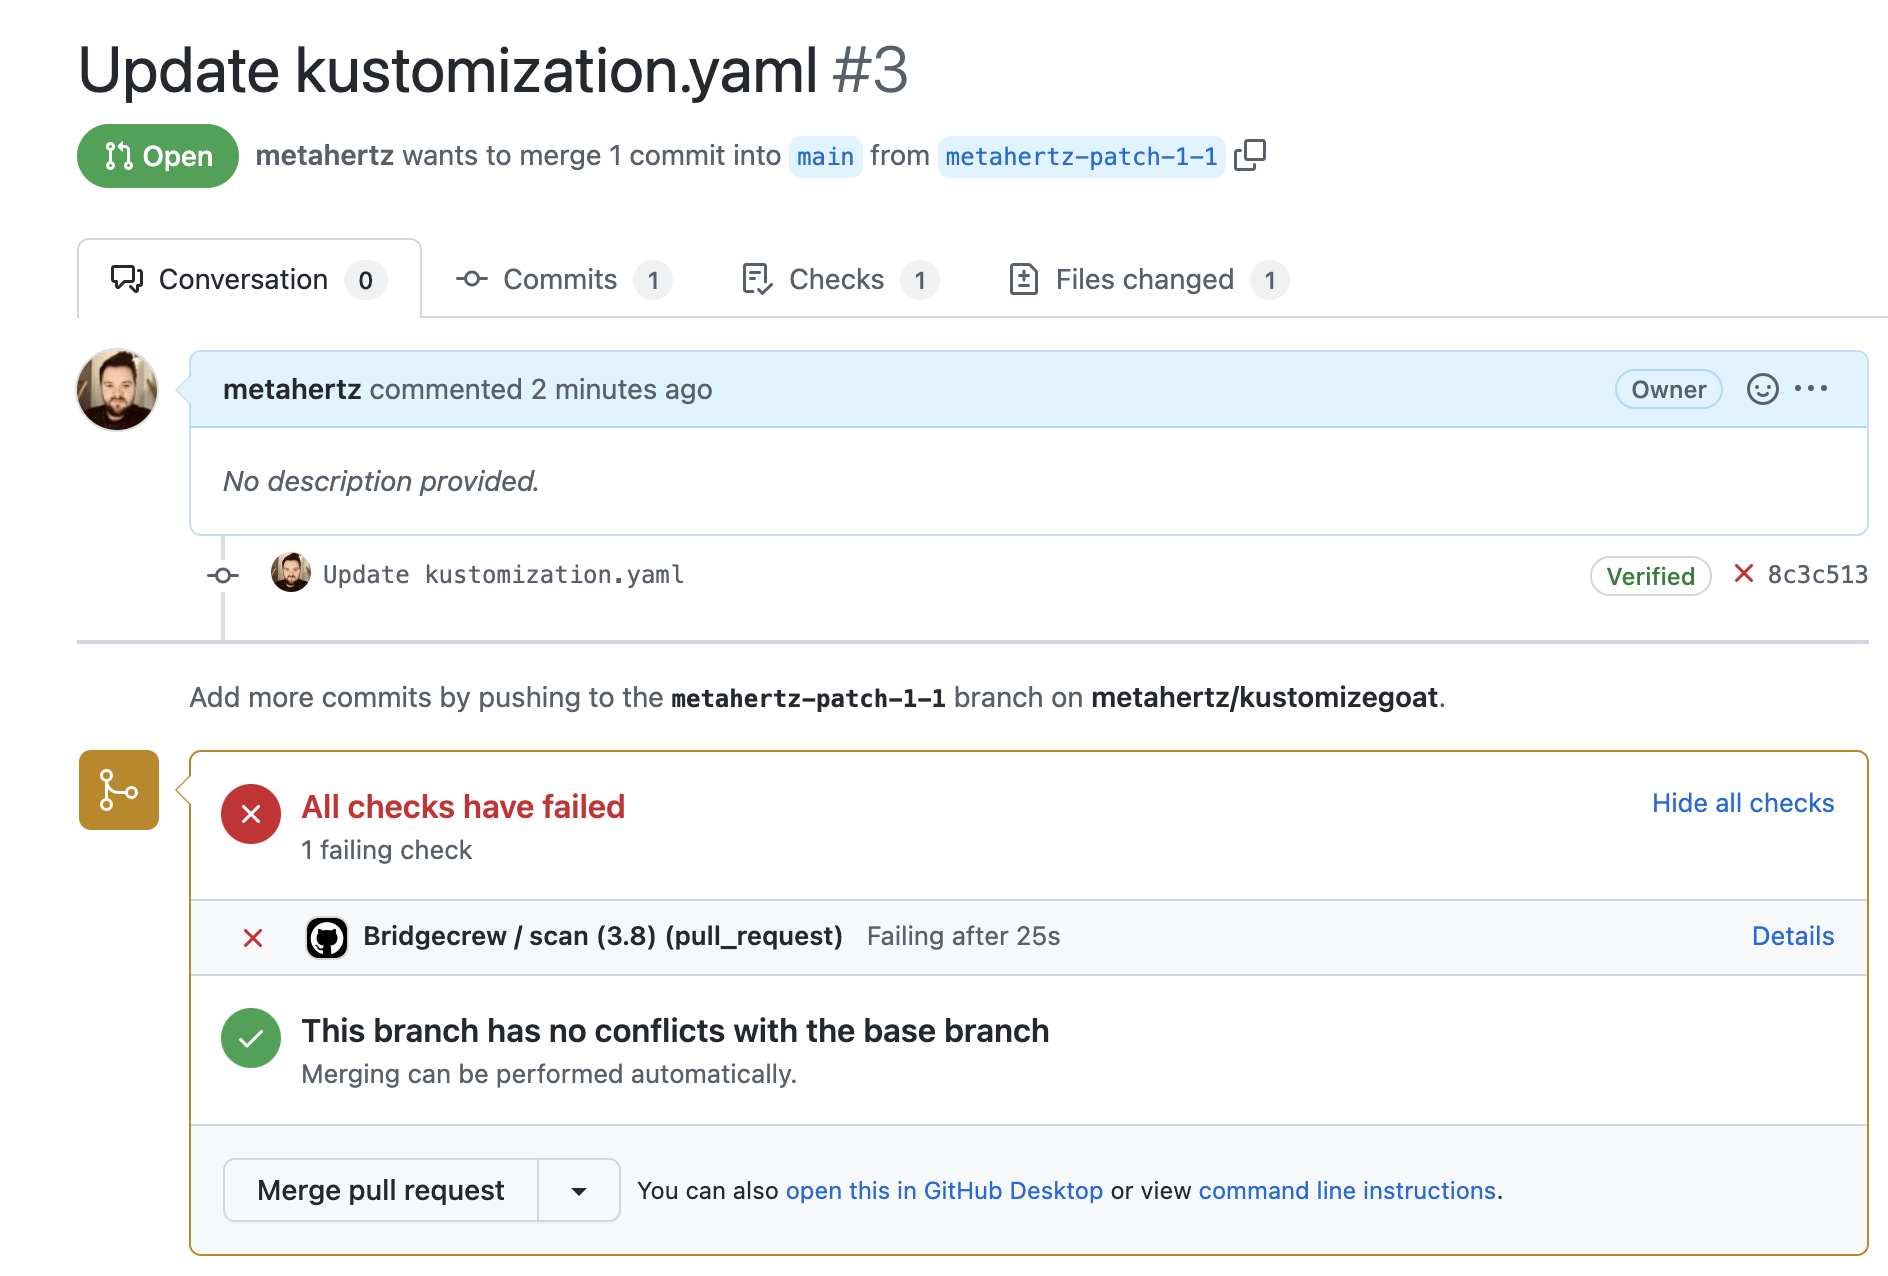 Update kustomization.yaml #3
Open metahertz wants to merge 1 commit into main from metahertz-patch-1-1
Conversation 0 Commits 1 Checks 1 Files changed 1
metahertz commented 2 minutes ago Owner
No description provided.
Update kustomization.yaml Verified 8c3c513
Add more commits by pushing to the metahertz-patch-1-1 branch on metahertz/kustomizegoat.
All checks have failed Hide all checks
1 failing check
Bridgecrew / scan (3.8) (pull_request) Failing after 25s Details
This branch has no conflicts with the base branch
Merging can be performed automatically.
Merge pull request You can also open this in GitHub Desktop or view command line instructions.